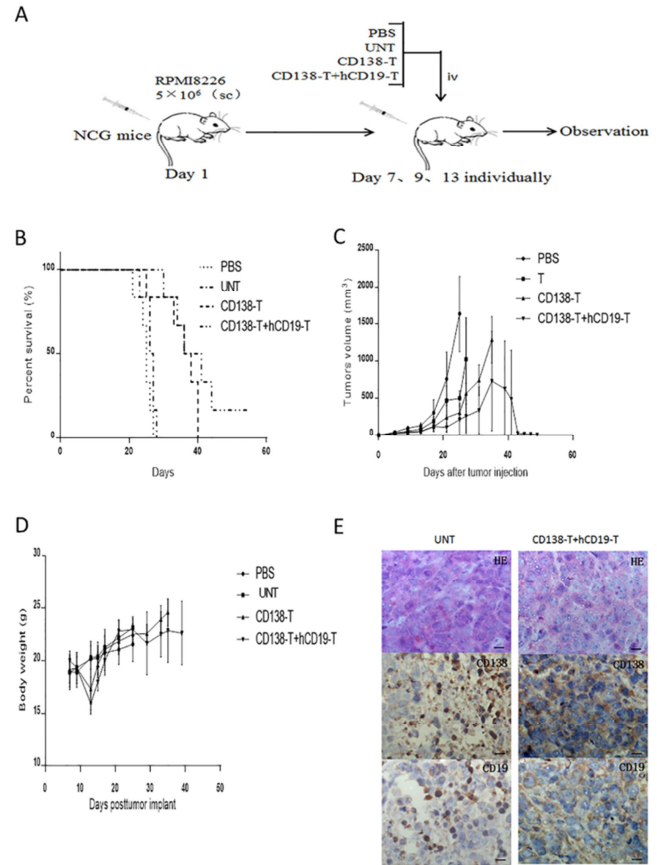 A
PBS
UNT
CD138-T
CD138-T+hCD19-T
iv
RPMI8226
5×10⁶ (sc)
NCG mice
Day 1
Day 7、9、13 individually
Observation
B
Percent survival (%)
100
50
0
0 20 40 60
Days
PBS
UNT
CD138-T
CD138-T+hCD19-T
C
Tumors volume (mm³)
2500
2000
1500
1000
500
0
0 20 40 60
Days after tumor injection
PBS
T
CD138-T
CD138-T+hCD19-T
D
Body weight (g)
30
25
20
15
10
0 10 20 30 40 50
Days posttumor implant
PBS
UNT
CD138-T
CD138-T+hCD19-T
E
UNT CD138-T+hCD19-T
HE HE
CD138 CD138
CD19 CD19